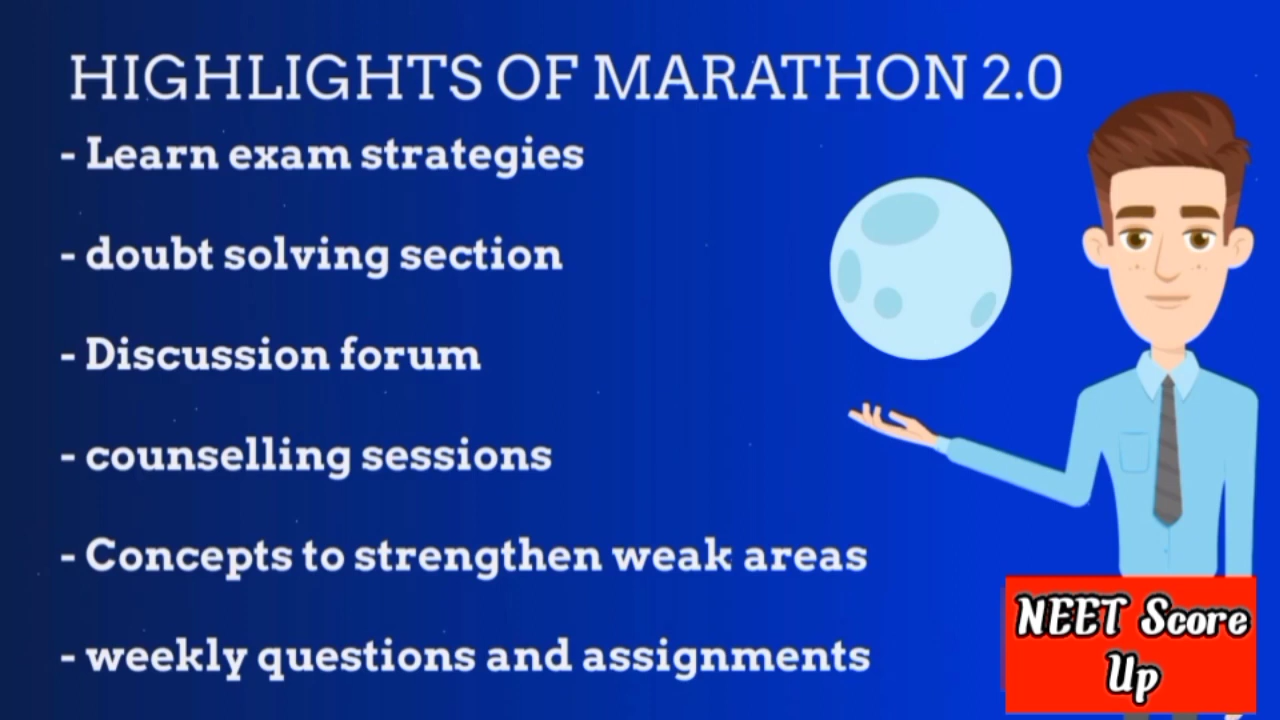 HIGHLIGHTS OF MARATHON 2.0
- Learn exam strategies
- doubt solving section
- Discussion forum
- counselling sessions
- Concepts to strengthen weak areas
- weekly questions and assignments
NEET Score
Up